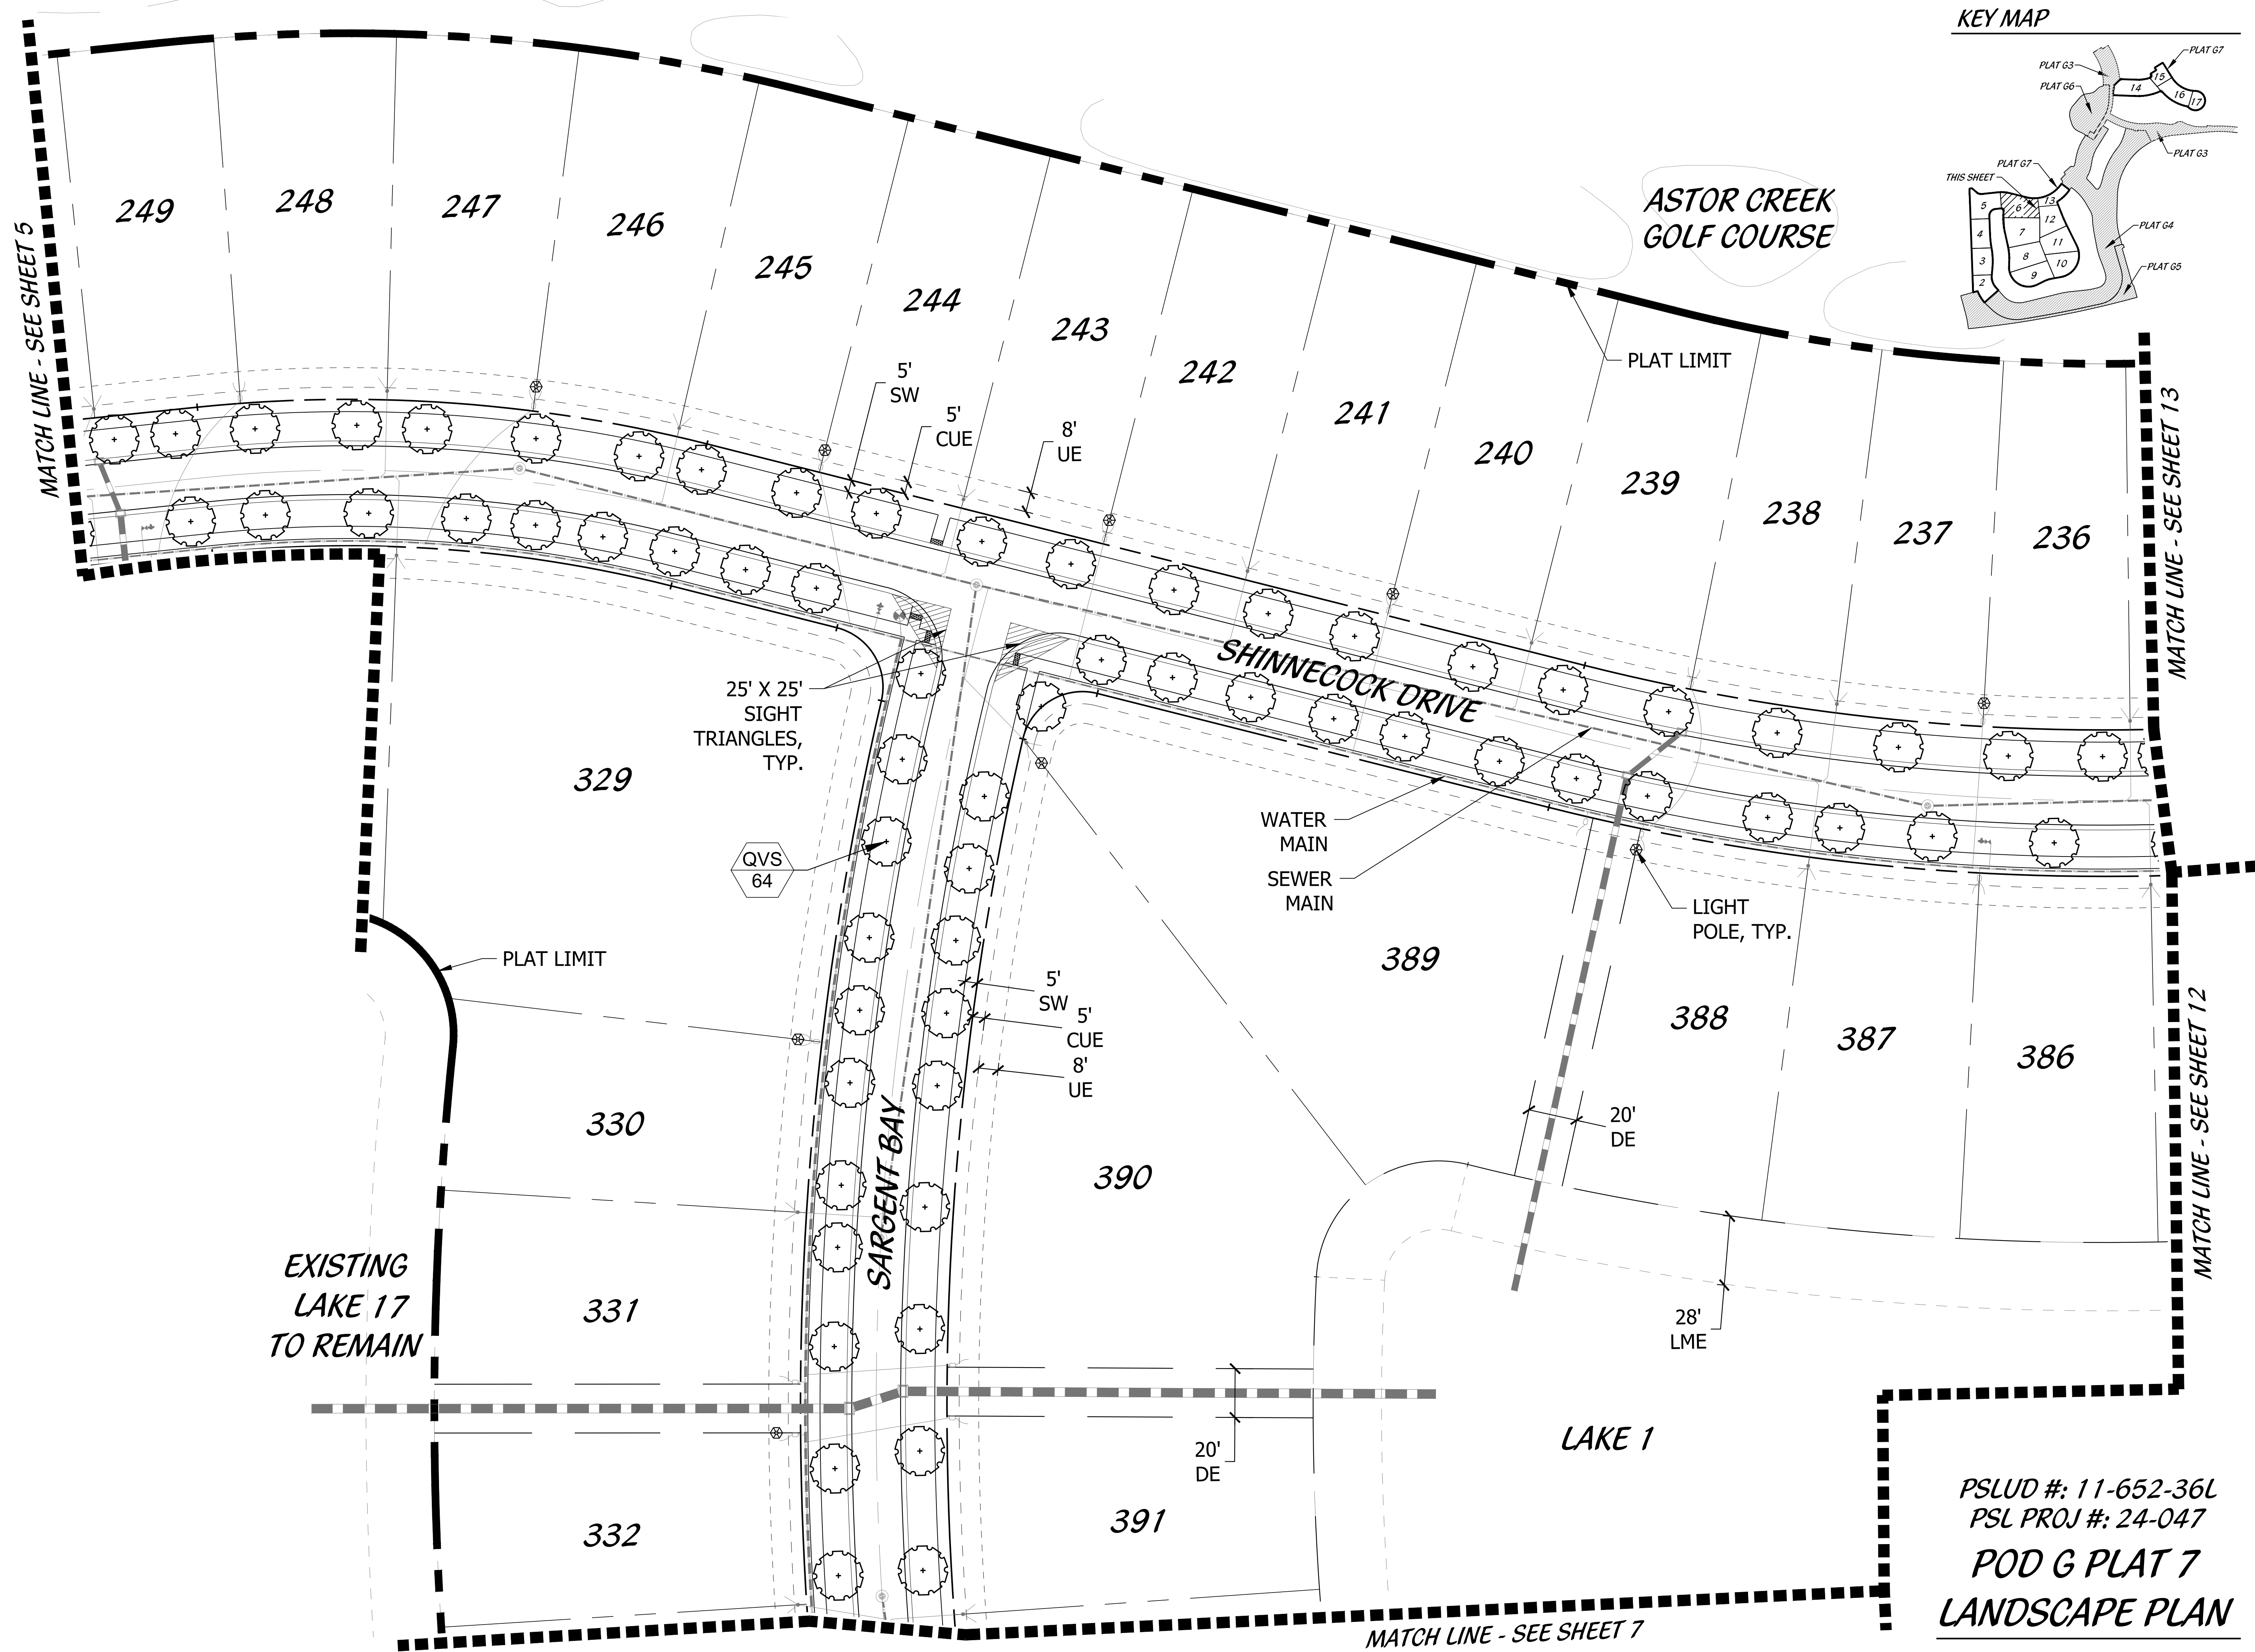 KEY MAP
PLAT G7
PLAT G3
PLAT G6
15
14
16
17
PLAT G3
PLAT G7
THIS SHEET
5
6
13
12
4
7
11
PLAT G4
3
8
10
9
2
PLAT G5
ASTOR CREEK
GOLF COURSE
MATCH LINE - SEE SHEET 5
249
248
247
246
245
244
243
242
241
240
239
238
237
236
PLAT LIMIT
5'
SW
5'
CUE
8'
UE
MATCH LINE - SEE SHEET 13
SHINNECOCK DRIVE
25' X 25'
SIGHT
TRIANGLES,
TYP.
329
QVS
64
WATER
MAIN
SEWER
MAIN
LIGHT
POLE, TYP.
PLAT LIMIT
389
388
387
386
5'
SW
5'
CUE
8'
UE
20'
DE
MATCH LINE - SEE SHEET 12
330
SARGENT BAY
390
EXISTING
LAKE 17
TO REMAIN
331
28'
LME
20'
DE
LAKE 1
332
391
PSLUD #: 11-652-36L
PSL PROJ #: 24-047
POD G PLAT 7
LANDSCAPE PLAN
MATCH LINE - SEE SHEET 7